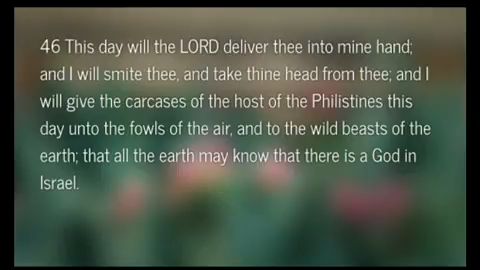 46 This day will the LORD deliver thee into mine hand;
and I will smite thee, and take thine head from thee; and I
will give the carcases of the host of the Philistines this
day unto the fowls of the air, and to the wild beasts of the
earth; that all the earth may know that there is a God in
Israel.